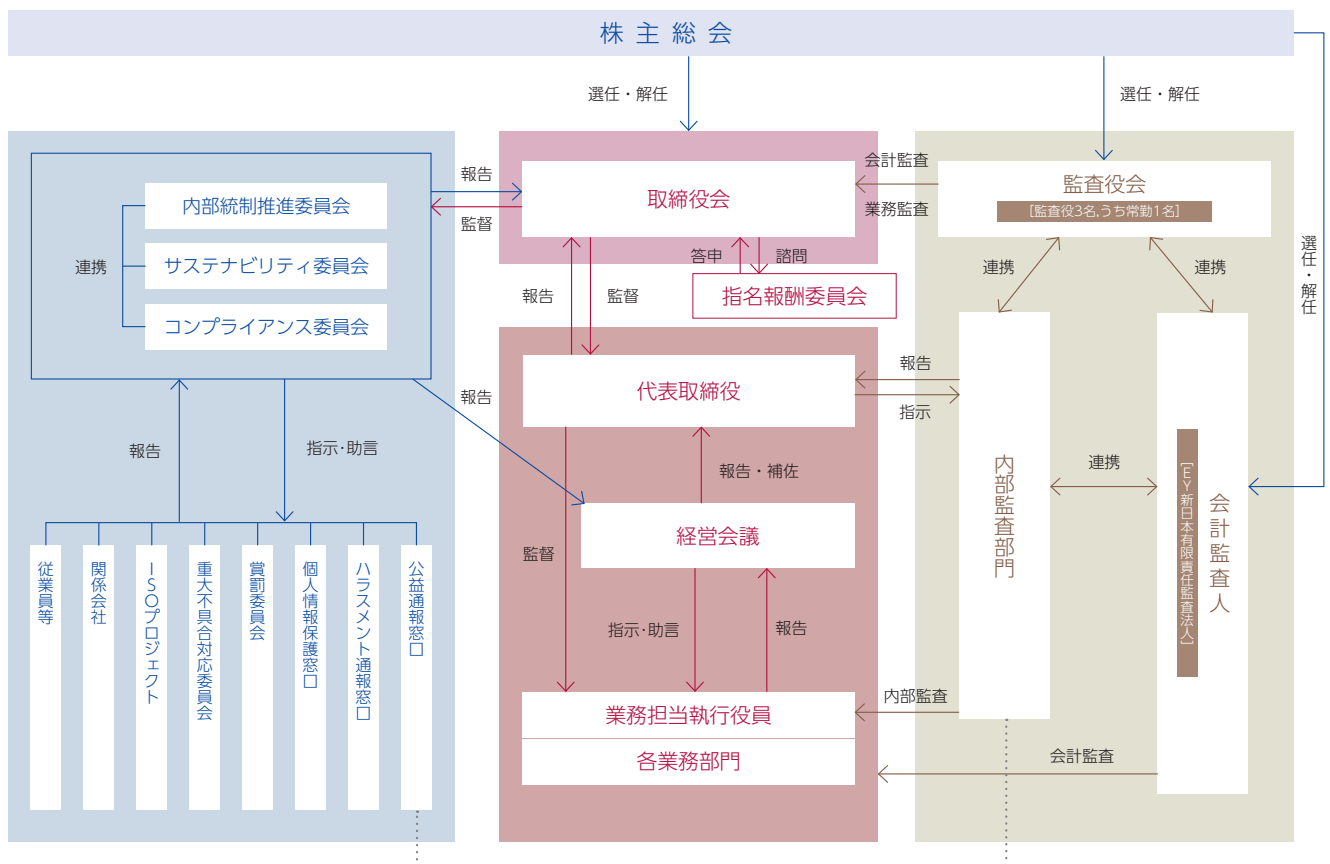 株主総会
選任・解任
選任・解任
選任・解任
内部統制推進委員会
サステナビリティ委員会
コンプライアンス委員会
連携
報告
監督
取締役会
会計監査
業務監査
監査役会
[監査役3名,うち常勤1名]
答申
諮問
指名報酬委員会
報告
監督
連携
連携
代表取締役
報告
指示
報告
報告
指示･助言
報告・補佐
経営会議
監督
指示･助言
報告
内部監査部門
連携
会計監査人
[EY新日本有限責任監査法人]
従業員等
関係会社
ISOプロジェクト
重大不具合対応委員会
賞罰委員会
個人情報保護窓口
ハラスメント通報窓口
公益通報窓口
業務担当執行役員
各業務部門
内部監査
会計監査